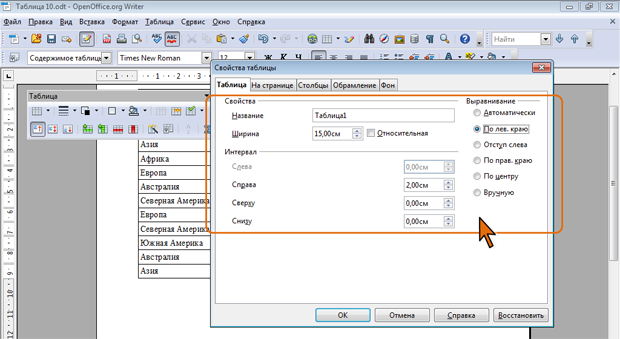 Таблица 10.odt - OpenOffice.org Writer
Файл Правка Вид Вставка Формат Таблица Сервис Окно Справка
Найти
Содержимое таблицы Times New Roman 12 Ж К Ч
Таблица
Азия
Африка
Европа
Австралия
Северная Америка
Европа
Северная Америка
Южная Америка
Австралия
Азия
Свойства таблицы
Таблица На странице Столбцы Обрамление Фон
Свойства
Название Таблица1
Ширина 15,00см Относительная
Интервал
Слева 0,00см
Справа 2,00см
Сверху 0,00см
Снизу 0,00см
Выравнивание
Автоматически
По лев. краю
Отступ слева
По прав. краю
По центру
Вручную
OK Отмена Справка Восстановить